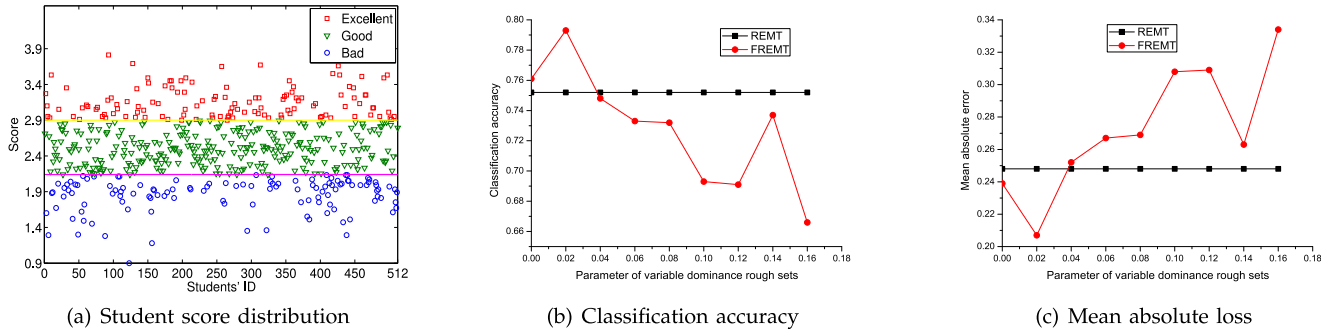 Excellent
Good
Bad
3.9
3.4
2.9
2.4
1.9
1.4
0.9
0 50 100 150 200 250 300 350 400 450 512
Score
Students' ID
(a) Student score distribution
REMT
FREMT
0.80
0.78
0.76
0.74
0.72
0.70
0.68
0.66
0.00 0.02 0.04 0.06 0.08 0.10 0.12 0.14 0.16 0.18
Classification accuracy
Parameter of variable dominance rough sets
(b) Classification accuracy
REMT
FREMT
0.34
0.32
0.30
0.28
0.26
0.24
0.22
0.20
0.00 0.02 0.04 0.06 0.08 0.10 0.12 0.14 0.16 0.18
Mean absolute error
Parameter of variable dominance rough sets
(c) Mean absolute loss